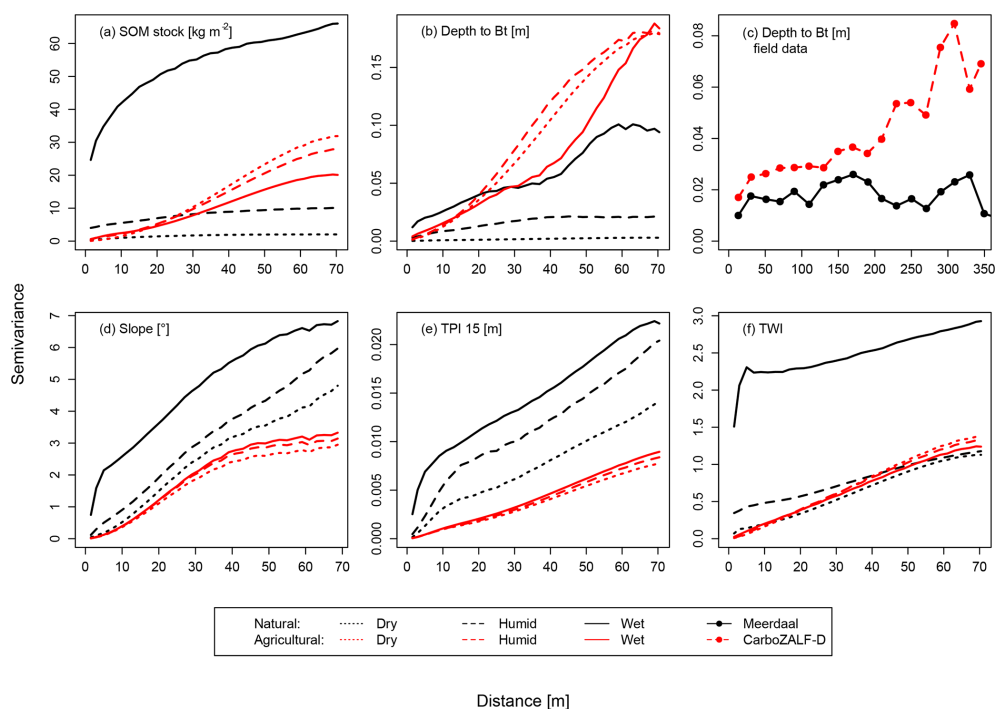 (a) SOM stock [kg m⁻²]
0 10 20 30 40 50 60
0 10 20 30 40 50 60 70
(b) Depth to Bt [m]
0.00 0.05 0.10 0.15
0 10 20 30 40 50 60 70
(c) Depth to Bt [m]
field data
0.00 0.02 0.04 0.06 0.08
0 50 100 150 200 250 300 350
Semivariance
(d) Slope [°]
0 1 2 3 4 5 6 7
0 10 20 30 40 50 60 70
(e) TPI 15 [m]
0.000 0.005 0.010 0.015 0.020
0 10 20 30 40 50 60 70
(f) TWI
0.0 0.5 1.0 1.5 2.0 2.5 3.0
0 10 20 30 40 50 60 70
Natural: Dry Humid Wet Meerdaal
Agricultural: Dry Humid Wet CarboZALF-D
Distance [m]